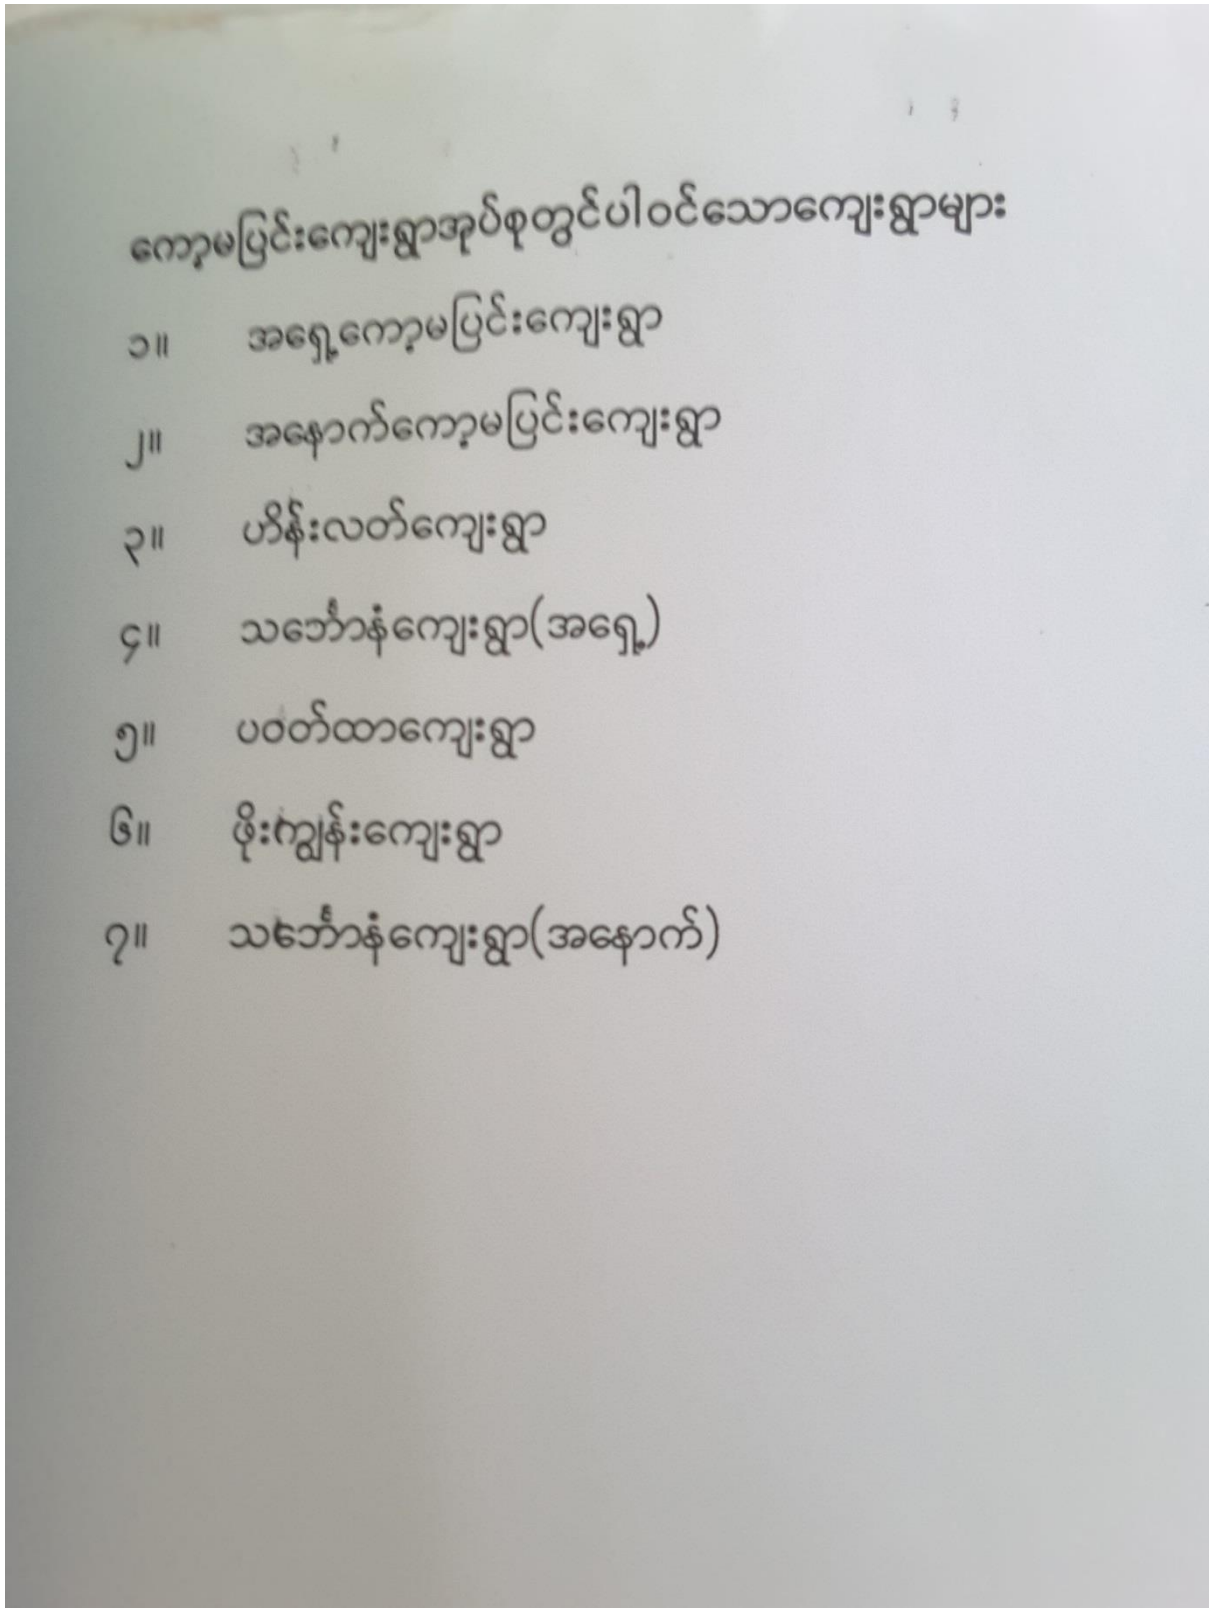 ကော့မပြင်းကျေးရွာအုပ်စုတွင်ပါဝင်သောကျေးရွာများ
၁။ အရှေ့ကော့မပြင်းကျေးရွာ
၂။ အနောက်ကော့မပြင်းကျေးရွာ
၃။ ဟိန်းလတ်ကျေးရွာ
၄။ သင်္ဘောနံကျေးရွာ(အရှေ့)
၅။ ပဝတ်ထာကျေးရွာ
၆။ ဖိုးကျွန်းကျေးရွာ
၇။ သင်္ဘောနံကျေးရွာ(အနောက်)